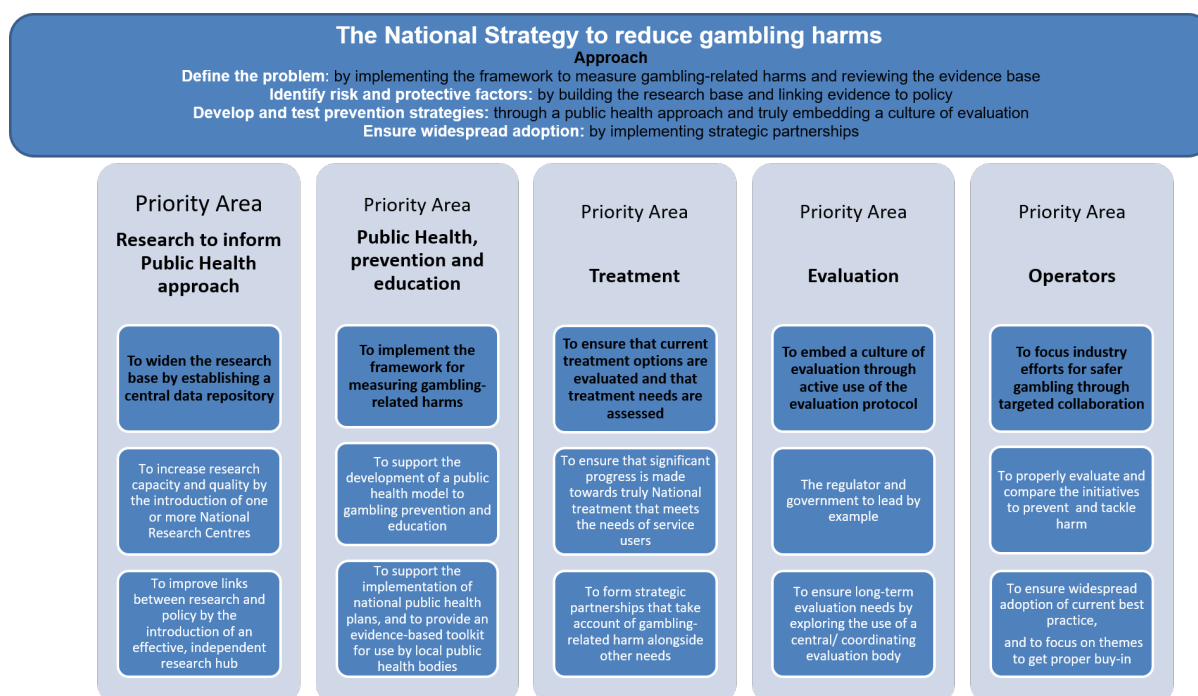 The National Strategy to reduce gambling harms
Approach
Define the problem: by implementing the framework to measure gambling-related harms and reviewing the evidence base
Identify risk and protective factors: by building the research base and linking evidence to policy
Develop and test prevention strategies: through a public health approach and truly embedding a culture of evaluation
Ensure widespread adoption: by implementing strategic partnerships
Priority Area
Research to inform
Public Health
approach
To widen the research
base by establishing a
central data repository
To increase research
capacity and quality by
the introduction of one
or more National
Research Centres
To improve links
between research and
policy by the
introduction of an
effective, independent
research hub
Priority Area
Public Health,
prevention and
education
To implement the
framework for
measuring gambling-
related harms
To support the
development of a public
health model to
gambling prevention and
education
To support the
implementation of
national public health
plans, and to provide an
evidence-based toolkit
for use by local public
health bodies
Priority Area
Treatment
To ensure that current
treatment options are
evaluated and that
treatment needs are
assessed
To ensure that significant
progress is made
towards truly National
treatment that meets
the needs of service
users
To form strategic
partnerships that take
account of gambling-
related harm alongside
other needs
Priority Area
Evaluation
To embed a culture of
evaluation through
active use of the
evaluation protocol
The regulator and
government to lead by
example
To ensure long-term
evaluation needs by
exploring the use of a
central/ coordinating
evaluation body
Priority Area
Operators
To focus industry
efforts for safer
gambling through
targeted collaboration
To properly evaluate and
compare the initiatives
to prevent  and tackle
harm
To ensure widespread
adoption of current best
practice,
and to focus on themes
to get proper buy-in